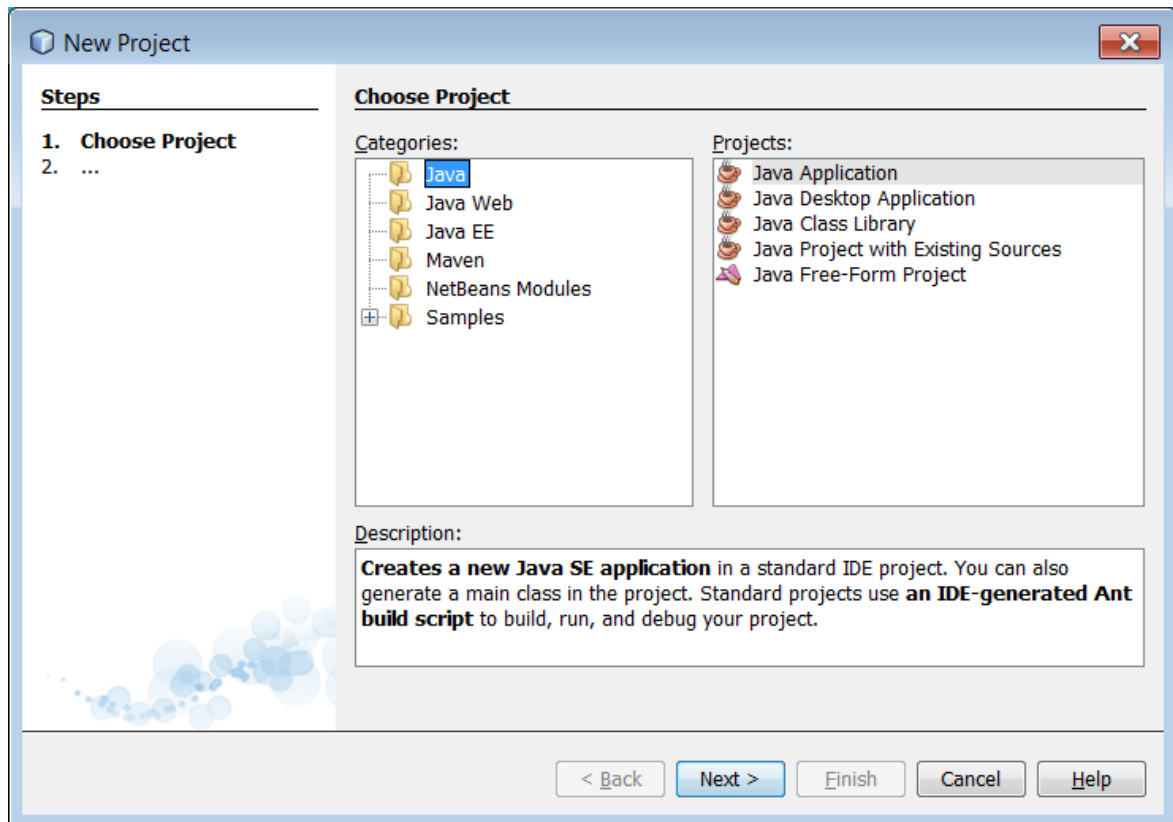 New Project
Steps
1. Choose Project
2. ...
Choose Project
Categories:
Java
Java Web
Java EE
Maven
NetBeans Modules
Samples
Projects:
Java Application
Java Desktop Application
Java Class Library
Java Project with Existing Sources
Java Free-Form Project
Description:
Creates a new Java SE application in a standard IDE project. You can also
generate a main class in the project. Standard projects use an IDE-generated Ant
build script to build, run, and debug your project.
< Back
Next >
Finish
Cancel
Help